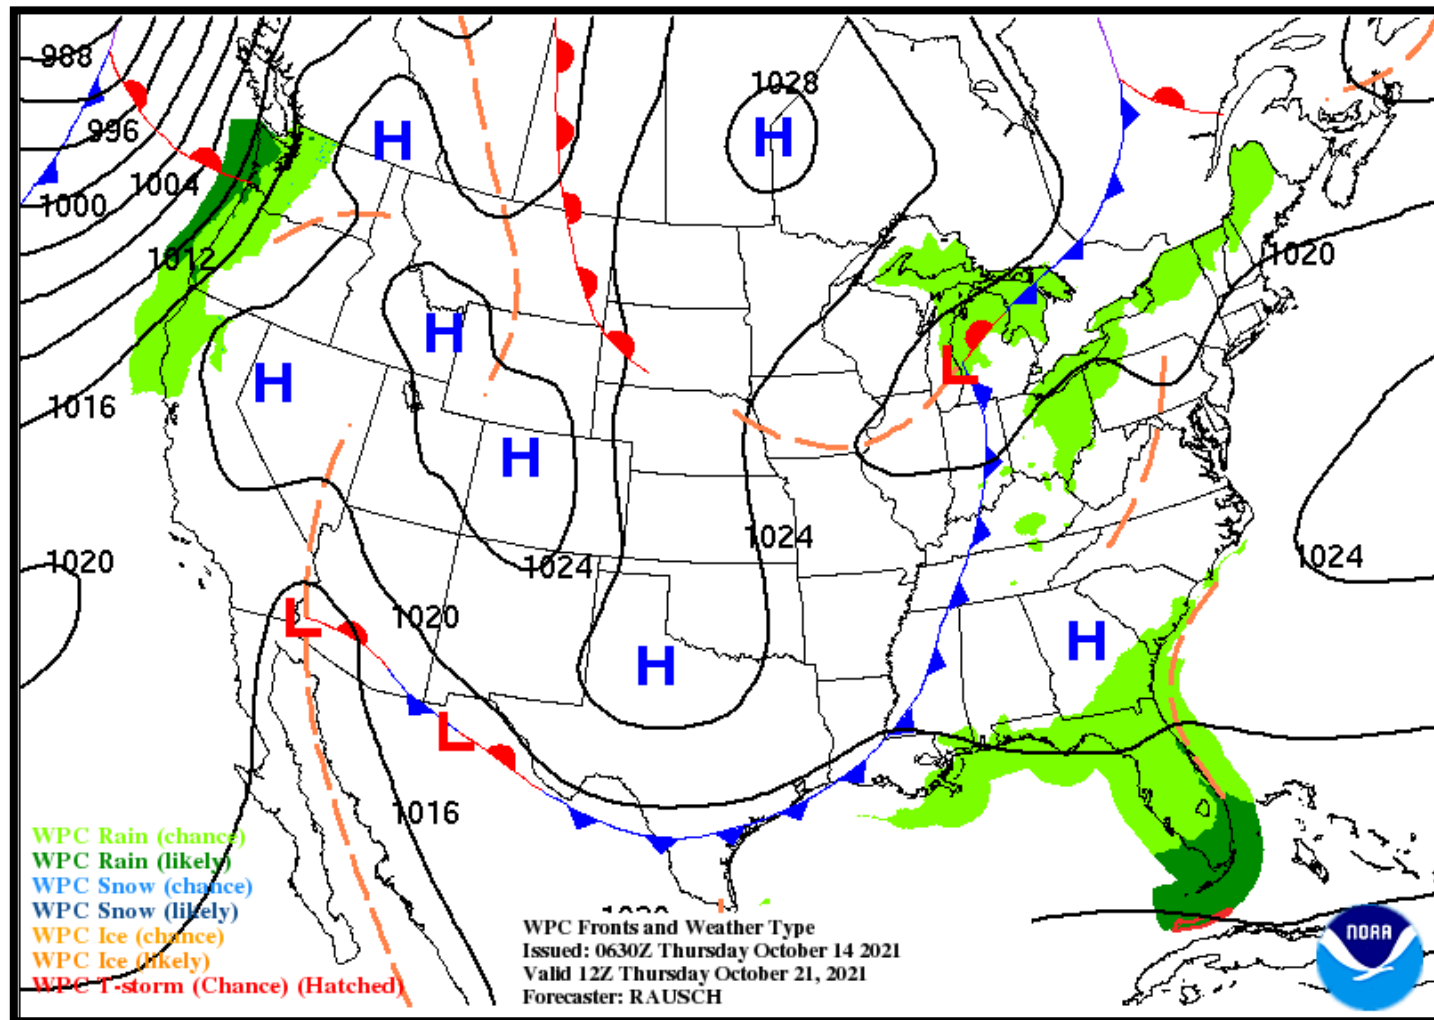 988
996
1000
1004
1012
1016
1020
1028
H
H
H
H
H
H
H
L
L
L
1020
1024
1024
1024
1020
1016
1020
WPC Rain (chance)
WPC Rain (likely)
WPC Snow (chance)
WPC Snow (likely)
WPC Ice (chance)
WPC Ice (likely)
WPC T-storm (Chance) (Hatched)
WPC Fronts and Weather Type
Issued: 0630Z Thursday October 14 2021
Valid 12Z Thursday October 21, 2021
Forecaster: RAUSCH
NOAA